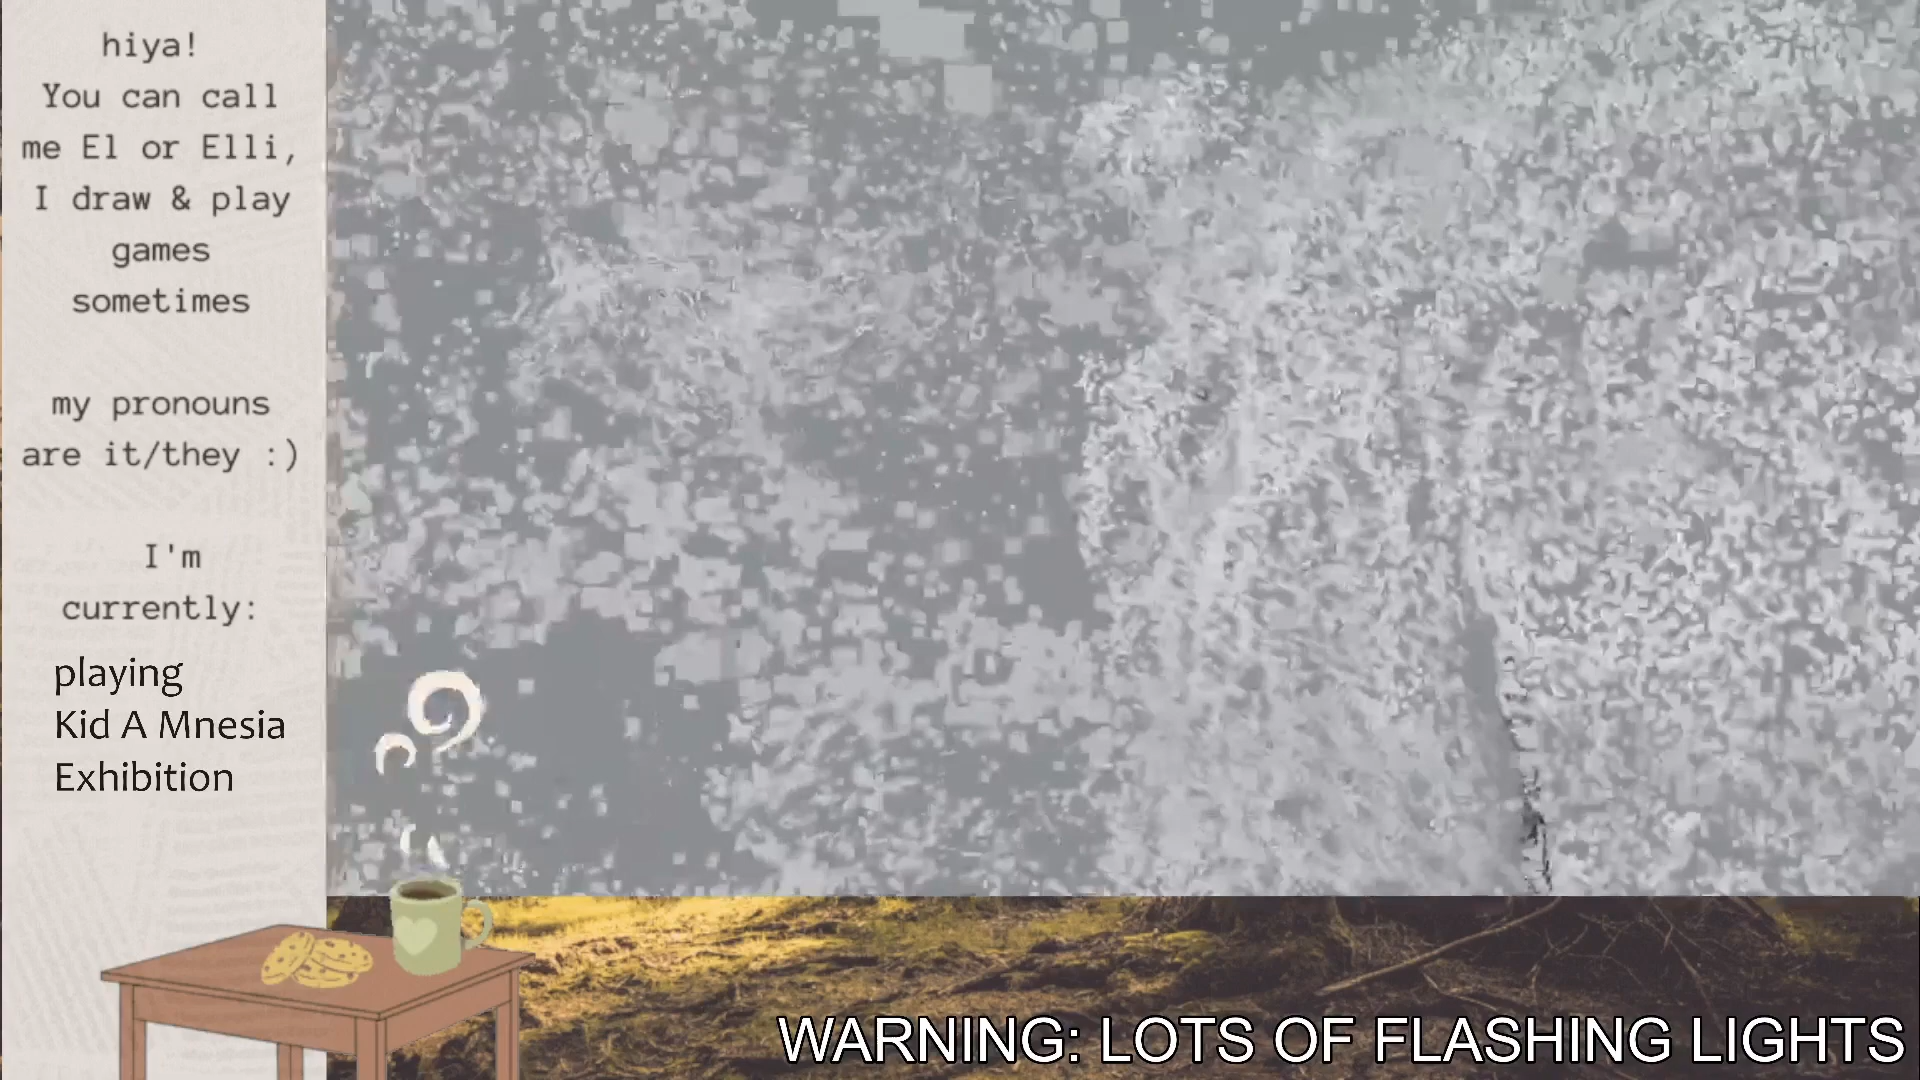 hiya!
You can call
me El or Elli,
I draw & play
games
sometimes
my pronouns
are it/they :)
I'm
currently:
playing
Kid A Mnesia
Exhibition
WARNING: LOTS OF FLASHING LIGHTS